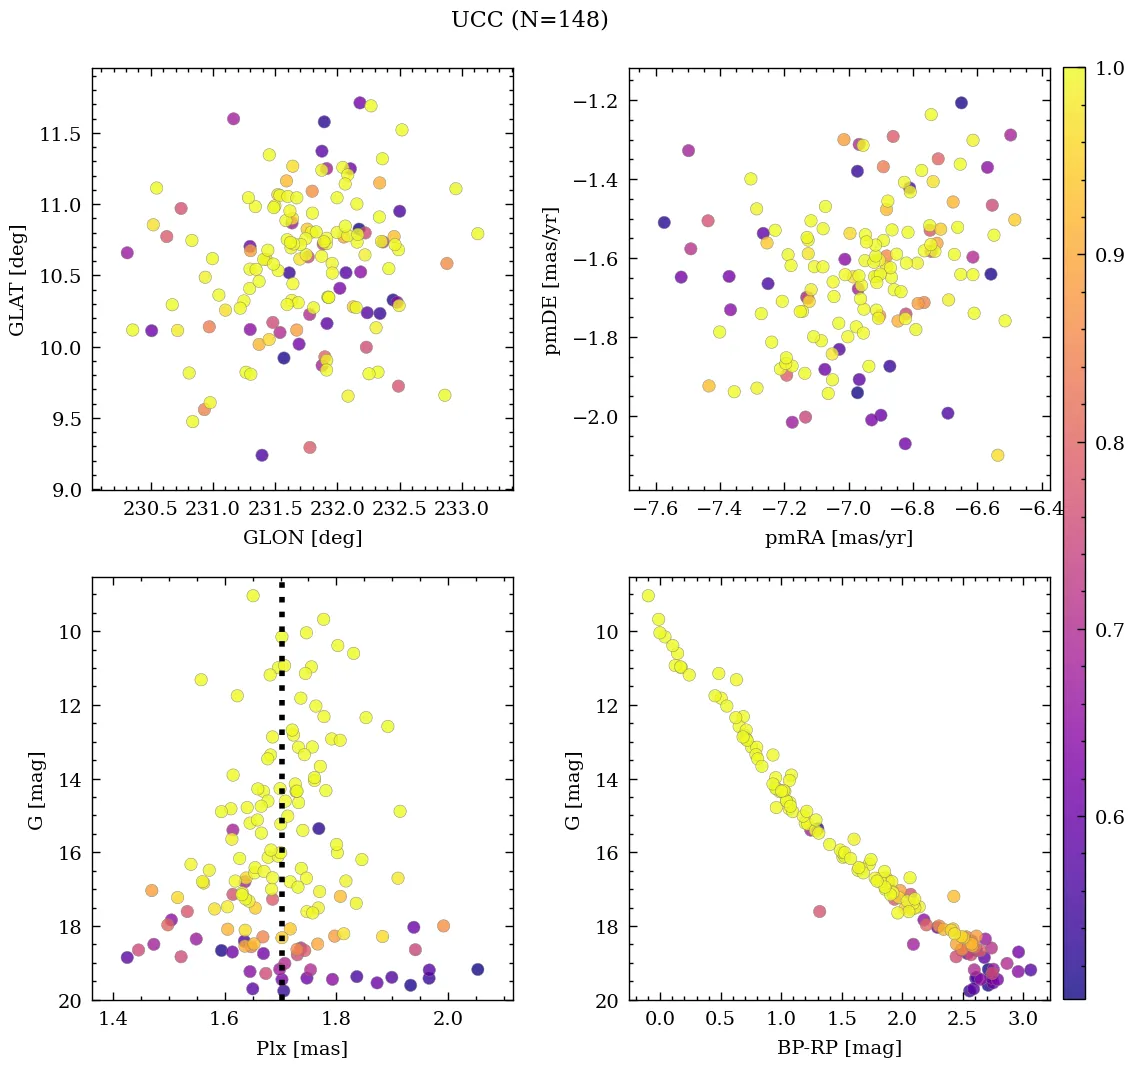 UCC (N=148)
11.5
11.0
10.5
10.0
9.5
9.0
GLAT [deg]
230.5 231.0 231.5 232.0 232.5 233.0
GLON [deg]
−1.2
−1.4
−1.6
−1.8
−2.0
pmDE [mas/yr]
−7.6 −7.4 −7.2 −7.0 −6.8 −6.6 −6.4
pmRA [mas/yr]
1.0
0.9
0.8
0.7
0.6
10
12
14
16
18
20
G [mag]
1.4 1.6 1.8 2.0
Plx [mas]
10
12
14
16
18
20
G [mag]
0.0 0.5 1.0 1.5 2.0 2.5 3.0
BP-RP [mag]